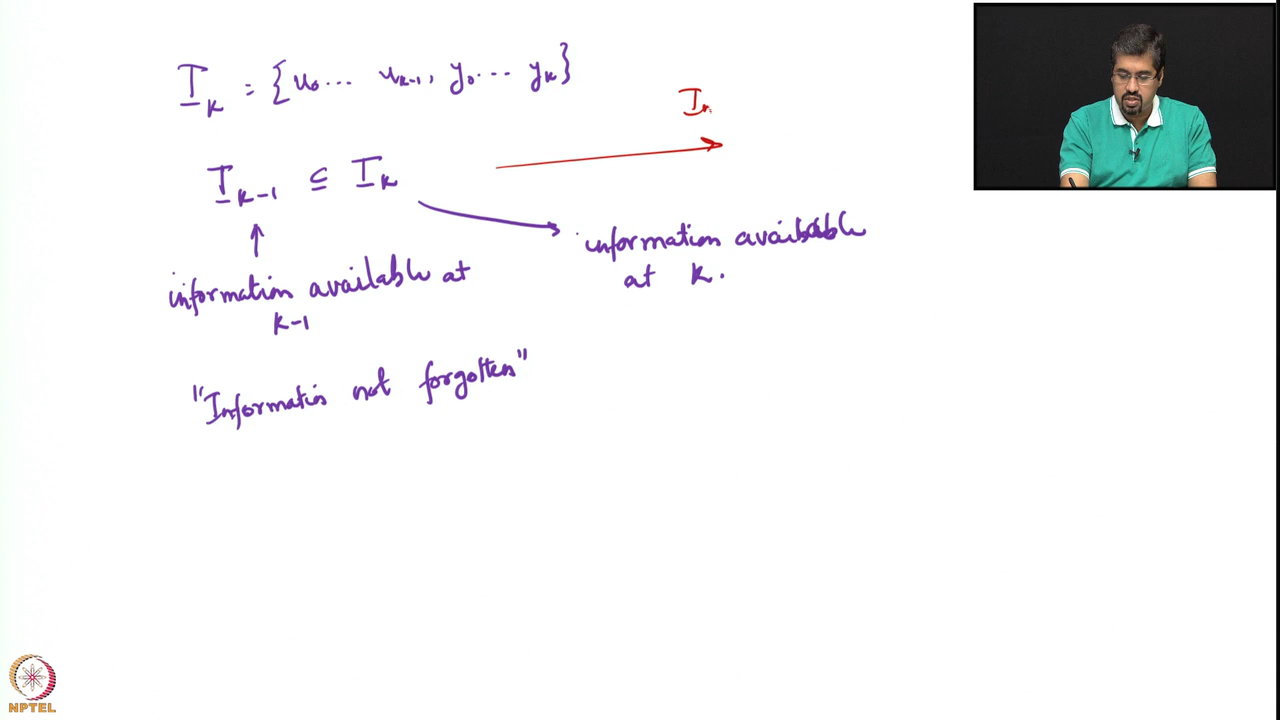 I_k = {u_0 ... u_{k-1}, y_0 ... y_k}
I_{k-1} ⊆ I_k
information available at
k-1
information available
at k.
"Information not forgotten"
I
NPTEL